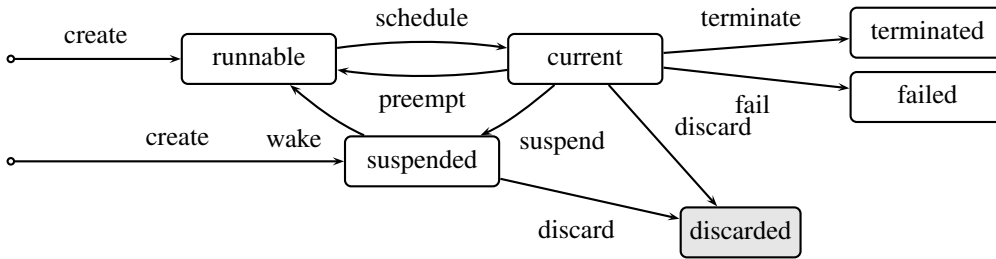 create
runnable
schedule
preempt
current
terminate
terminated
fail
failed
create
wake
suspended
suspend
discard
discard
discarded